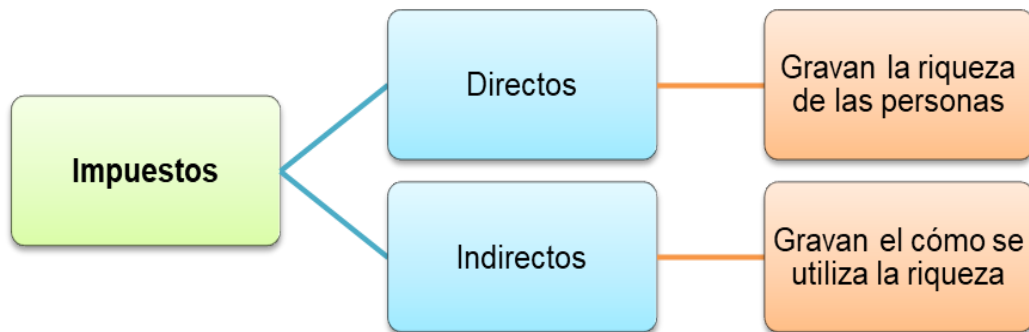 Impuestos
Directos
Gravan la riqueza
de las personas
Indirectos
Gravan el cómo se
utiliza la riqueza